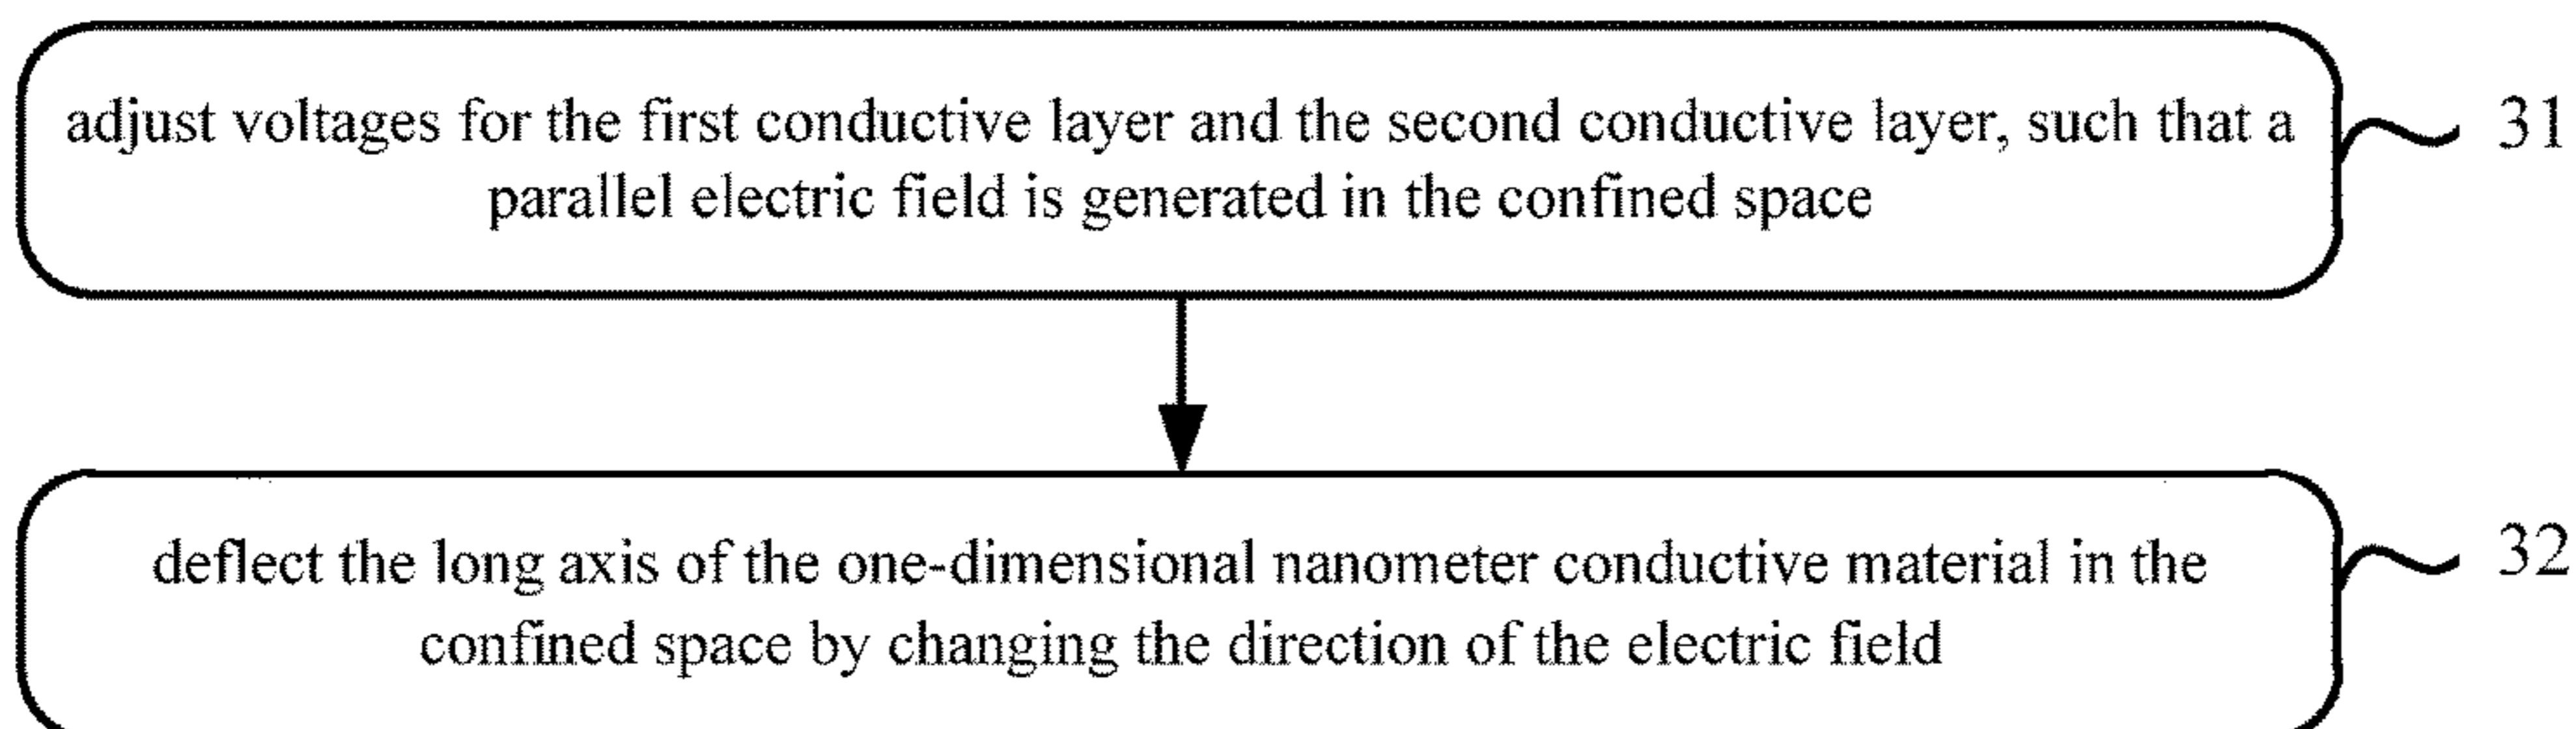 adjust voltages for the first conductive layer and the second conductive layer, such that a
parallel electric field is generated in the confined space
31
deflect the long axis of the one-dimensional nanometer conductive material in the
confined space by changing the direction of the electric field
32